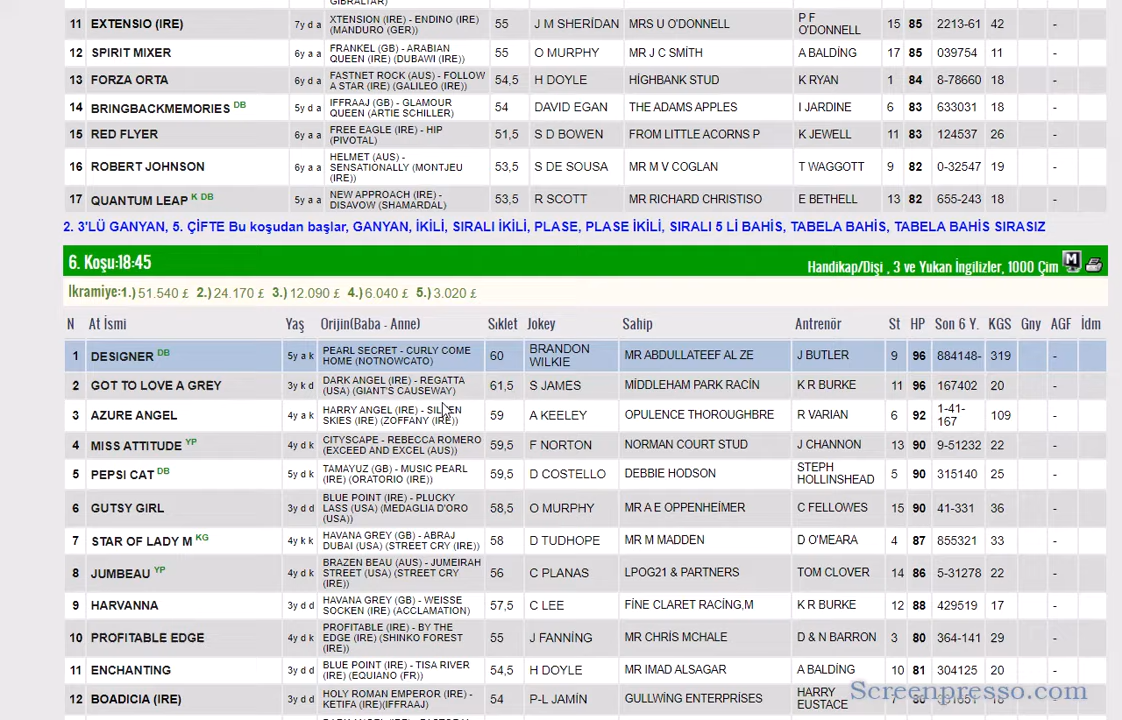 GIBRALTAR)
11 EXTENSIO (IRE) 7y d a XTENSION (IRE) - ENDINO (IRE) (MANDURO (GER)) 55 J M SHERİDAN MRS U O'DONNELL P F O'DONNELL 15 85 2213-61 42 -
12 SPIRIT MIXER 6y a a FRANKEL (GB) - ARABIAN QUEEN (IRE) (DUBAWI (IRE)) 55 O MURPHY MR J C SMİTH A BALDİNG 17 85 039754 11 -
13 FORZA ORTA 6y d a FASTNET ROCK (AUS) - FOLLOW A STAR (IRE) (GALILEO (IRE)) 54,5 H DOYLE HİGHBANK STUD K RYAN 1 84 8-78660 18 -
14 BRINGBACKMEMORIES DB 5y d a IFFRAAJ (GB) - GLAMOUR QUEEN (ARTIE SCHILLER) 54 DAVID EGAN THE ADAMS APPLES I JARDINE 6 83 633031 18 -
15 RED FLYER 6y a a FREE EAGLE (IRE) - HIP (PIVOTAL) 51,5 S D BOWEN FROM LITTLE ACORNS P K JEWELL 11 83 124537 26 -
16 ROBERT JOHNSON 6y a a HELMET (AUS) - SENSATIONALLY (MONTJEU (IRE)) 53,5 S DE SOUSA MR M V COGLAN T WAGGOTT 9 82 0-32547 19 -
17 QUANTUM LEAP K DB 5y a a NEW APPROACH (IRE) - DISAVOW (SHAMARDAL) 53,5 R SCOTT MR RICHARD CHRISTISO E BETHELL 13 82 655-243 18 -
2. 3'LÜ GANYAN, 5. ÇİFTE Bu koşudan başlar, GANYAN, İKİLİ, SIRALI İKİLİ, PLASE, PLASE İKİLİ, SIRALI 5 Lİ BAHİS, TABELA BAHİS, TABELA BAHİS SIRASIZ
6. Koşu:18:45 Handikap/Dişi , 3 ve Yukarı İngilizler, 1000 Çim M
İkramiye:1.) 51.540 £ 2.) 24.170 £ 3.) 12.090 £ 4.) 6.040 £ 5.) 3.020 £
N At İsmi Yaş Orijin(Baba - Anne) Sıklet Jokey Sahip Antrenör St HP Son 6 Y. KGS Gny AGF İdm
1 DESIGNER DB 5y a k PEARL SECRET - CURLY COME HOME (NOTNOWCATO) 60 BRANDON WILKIE MR ABDULLATEEF AL ZE J BUTLER 9 96 884148- 319 -
2 GOT TO LOVE A GREY 3y k d DARK ANGEL (IRE) - REGATTA (USA) (GIANT'S CAUSEWAY) 61,5 S JAMES MİDDLEHAM PARK RACİN K R BURKE 11 96 167402 20 -
3 AZURE ANGEL 4y a k HARRY ANGEL (IRE) - SILKEN SKIES (IRE) (ZOFFANY (IRE)) 59 A KEELEY OPULENCE THOROUGHBRE R VARIAN 6 92 1-41-167 109 -
4 MISS ATTITUDE YP 4y d k CITYSCAPE - REBECCA ROMERO (EXCEED AND EXCEL (AUS)) 59,5 F NORTON NORMAN COURT STUD J CHANNON 13 90 9-51232 22 -
5 PEPSI CAT DB 5y d k TAMAYUZ (GB) - MUSIC PEARL (IRE) (ORATORIO (IRE)) 59,5 D COSTELLO DEBBIE HODSON STEPH HOLLINSHEAD 5 90 315140 25 -
6 GUTSY GIRL 3y d d BLUE POINT (IRE) - PLUCKY LASS (USA) (MEDAGLIA D'ORO (USA)) 58,5 O MURPHY MR A E OPPENHEİMER C FELLOWES 15 90 41-331 36 -
7 STAR OF LADY M KG 4y k k HAVANA GREY (GB) - ABRAJ DUBAI (USA) (STREET CRY (IRE)) 58 D TUDHOPE MR M MADDEN D O'MEARA 4 87 855321 33 -
8 JUMBEAU YP 4y d k BRAZEN BEAU (AUS) - JUMEIRAH STREET (USA) (STREET CRY (IRE)) 56 C PLANAS LPOG21 & PARTNERS TOM CLOVER 14 86 5-31278 22 -
9 HARVANNA 3y d d HAVANA GREY (GB) - WEISSE SOCKEN (IRE) (ACCLAMATION) 57,5 C LEE FİNE CLARET RACİNG,M K R BURKE 12 88 429519 17 -
10 PROFITABLE EDGE 4y d k PROFITABLE (IRE) - BY THE EDGE (IRE) (SHINKO FOREST (IRE)) 55 J FANNİNG MR CHRİS MCHALE D & N BARRON 3 80 364-141 29 -
11 ENCHANTING 3y d d BLUE POINT (IRE) - TISA RIVER (IRE) (EQUIANO (FR)) 54,5 H DOYLE MR IMAD ALSAGAR A BALDİNG 10 81 304125 20 -
12 BOADICIA (IRE) 3y d d HOLY ROMAN EMPEROR (IRE) - KETIFA (IRE)(IFFRAAJ) 54 P-L JAMİN GULLWİNG ENTERPRISES HARRY EUSTACE
Screenpresso.com